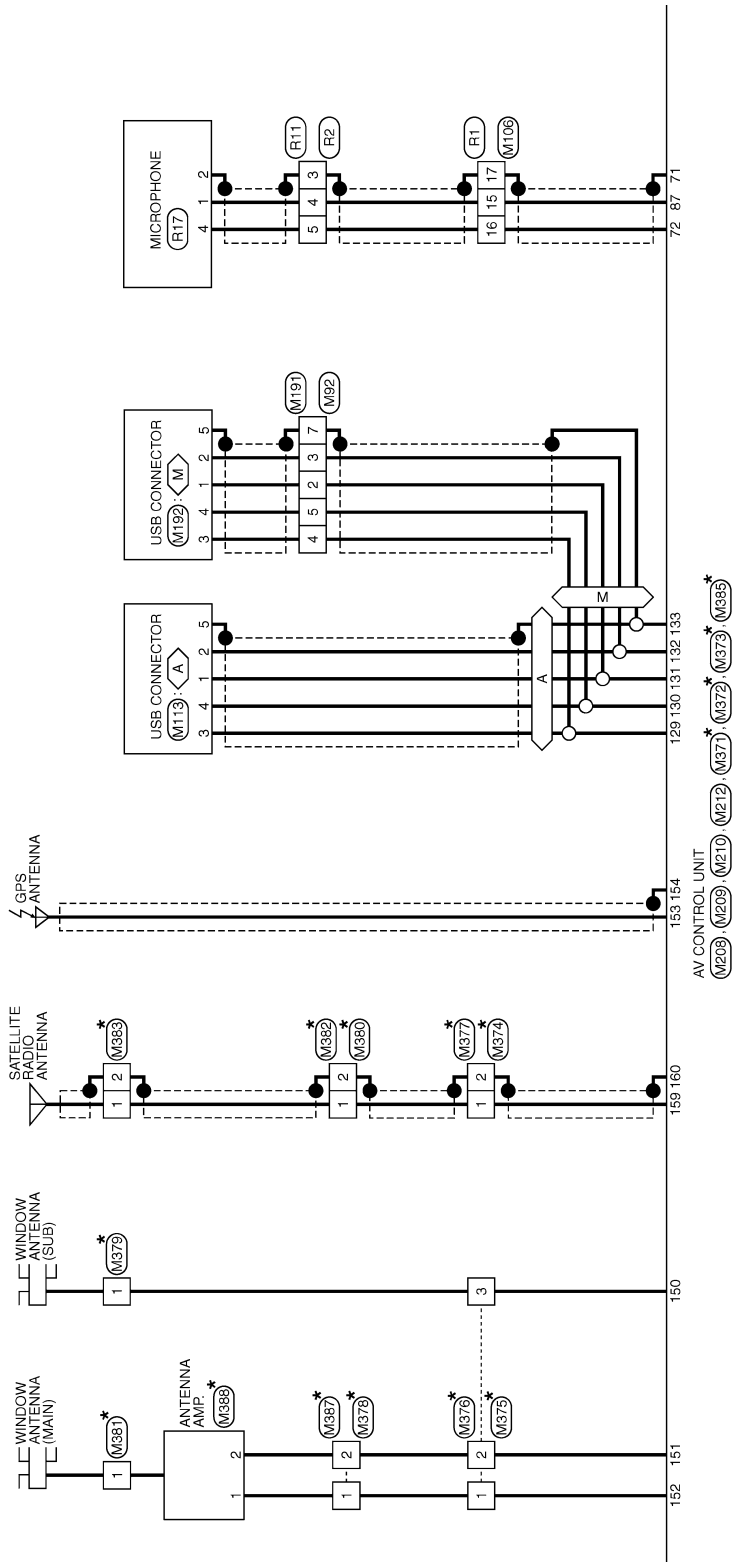 WINDOW
ANTENNA
(MAIN)
1
M381 *
ANTENNA
AMP.
M388 *
1 2
M387 *
M378 *
1 2
M376 *
M375 *
1 2 3
152 151
WINDOW
ANTENNA
(SUB)
1
M379 *
150
SATELLITE
RADIO
ANTENNA
1 2
M383 *
1 2
M382 *
M380 *
1 2
M377 *
M374 *
159 160
GPS
ANTENNA
153 154
USB CONNECTOR
M113 : A
3 4 1 2 5
A
M
129 130 131 132 133
USB CONNECTOR
M192 : M
3 4 1 2 5
4 5 2 3 7
M191
M92
MICROPHONE
R17
4 1 2
5 4 3
R11
R2
16 15 17
R1
M106
72 87 71
AV CONTROL UNIT
M208 , M209 , M210 , M212 , M371 * , M372 * , M373 * , M385 *